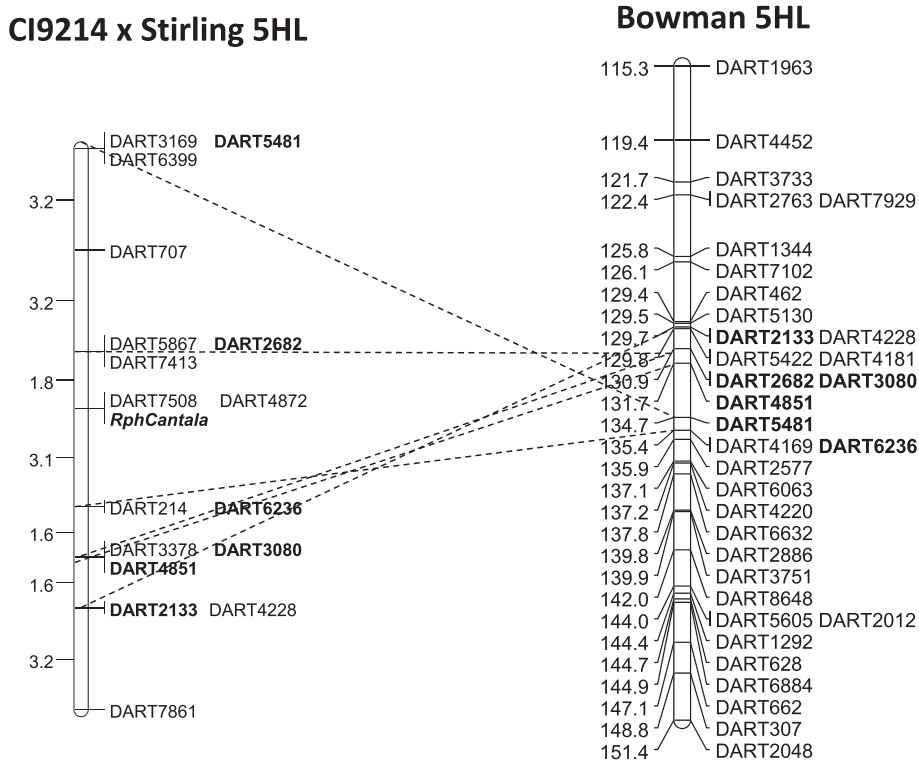 CI9214 x Stirling 5HL
DART3169 DART5481
DART6399
3.2
DART707
3.2
DART5867 DART2682
DART7413
1.8
DART7508 DART4872
RphCantala
3.1
DART214 DART6236
1.6
DART3378 DART3080
DART4851
1.6
DART2133 DART4228
3.2
DART7861
Bowman 5HL
115.3 DART1963
119.4 DART4452
121.7 DART3733
122.4 DART2763 DART7929
125.8 DART1344
126.1 DART7102
129.4 DART462
129.5 DART5130
129.7 DART2133 DART4228
129.8 DART5422 DART4181
130.9 DART2682 DART3080
131.7 DART4851
134.7 DART5481
135.4 DART4169 DART6236
135.9 DART2577
137.1 DART6063
137.2 DART4220
137.8 DART6632
139.8 DART2886
139.9 DART3751
142.0 DART8648
144.0 DART5605 DART2012
144.4 DART1292
144.7 DART628
144.9 DART6884
147.1 DART662
148.8 DART307
151.4 DART2048